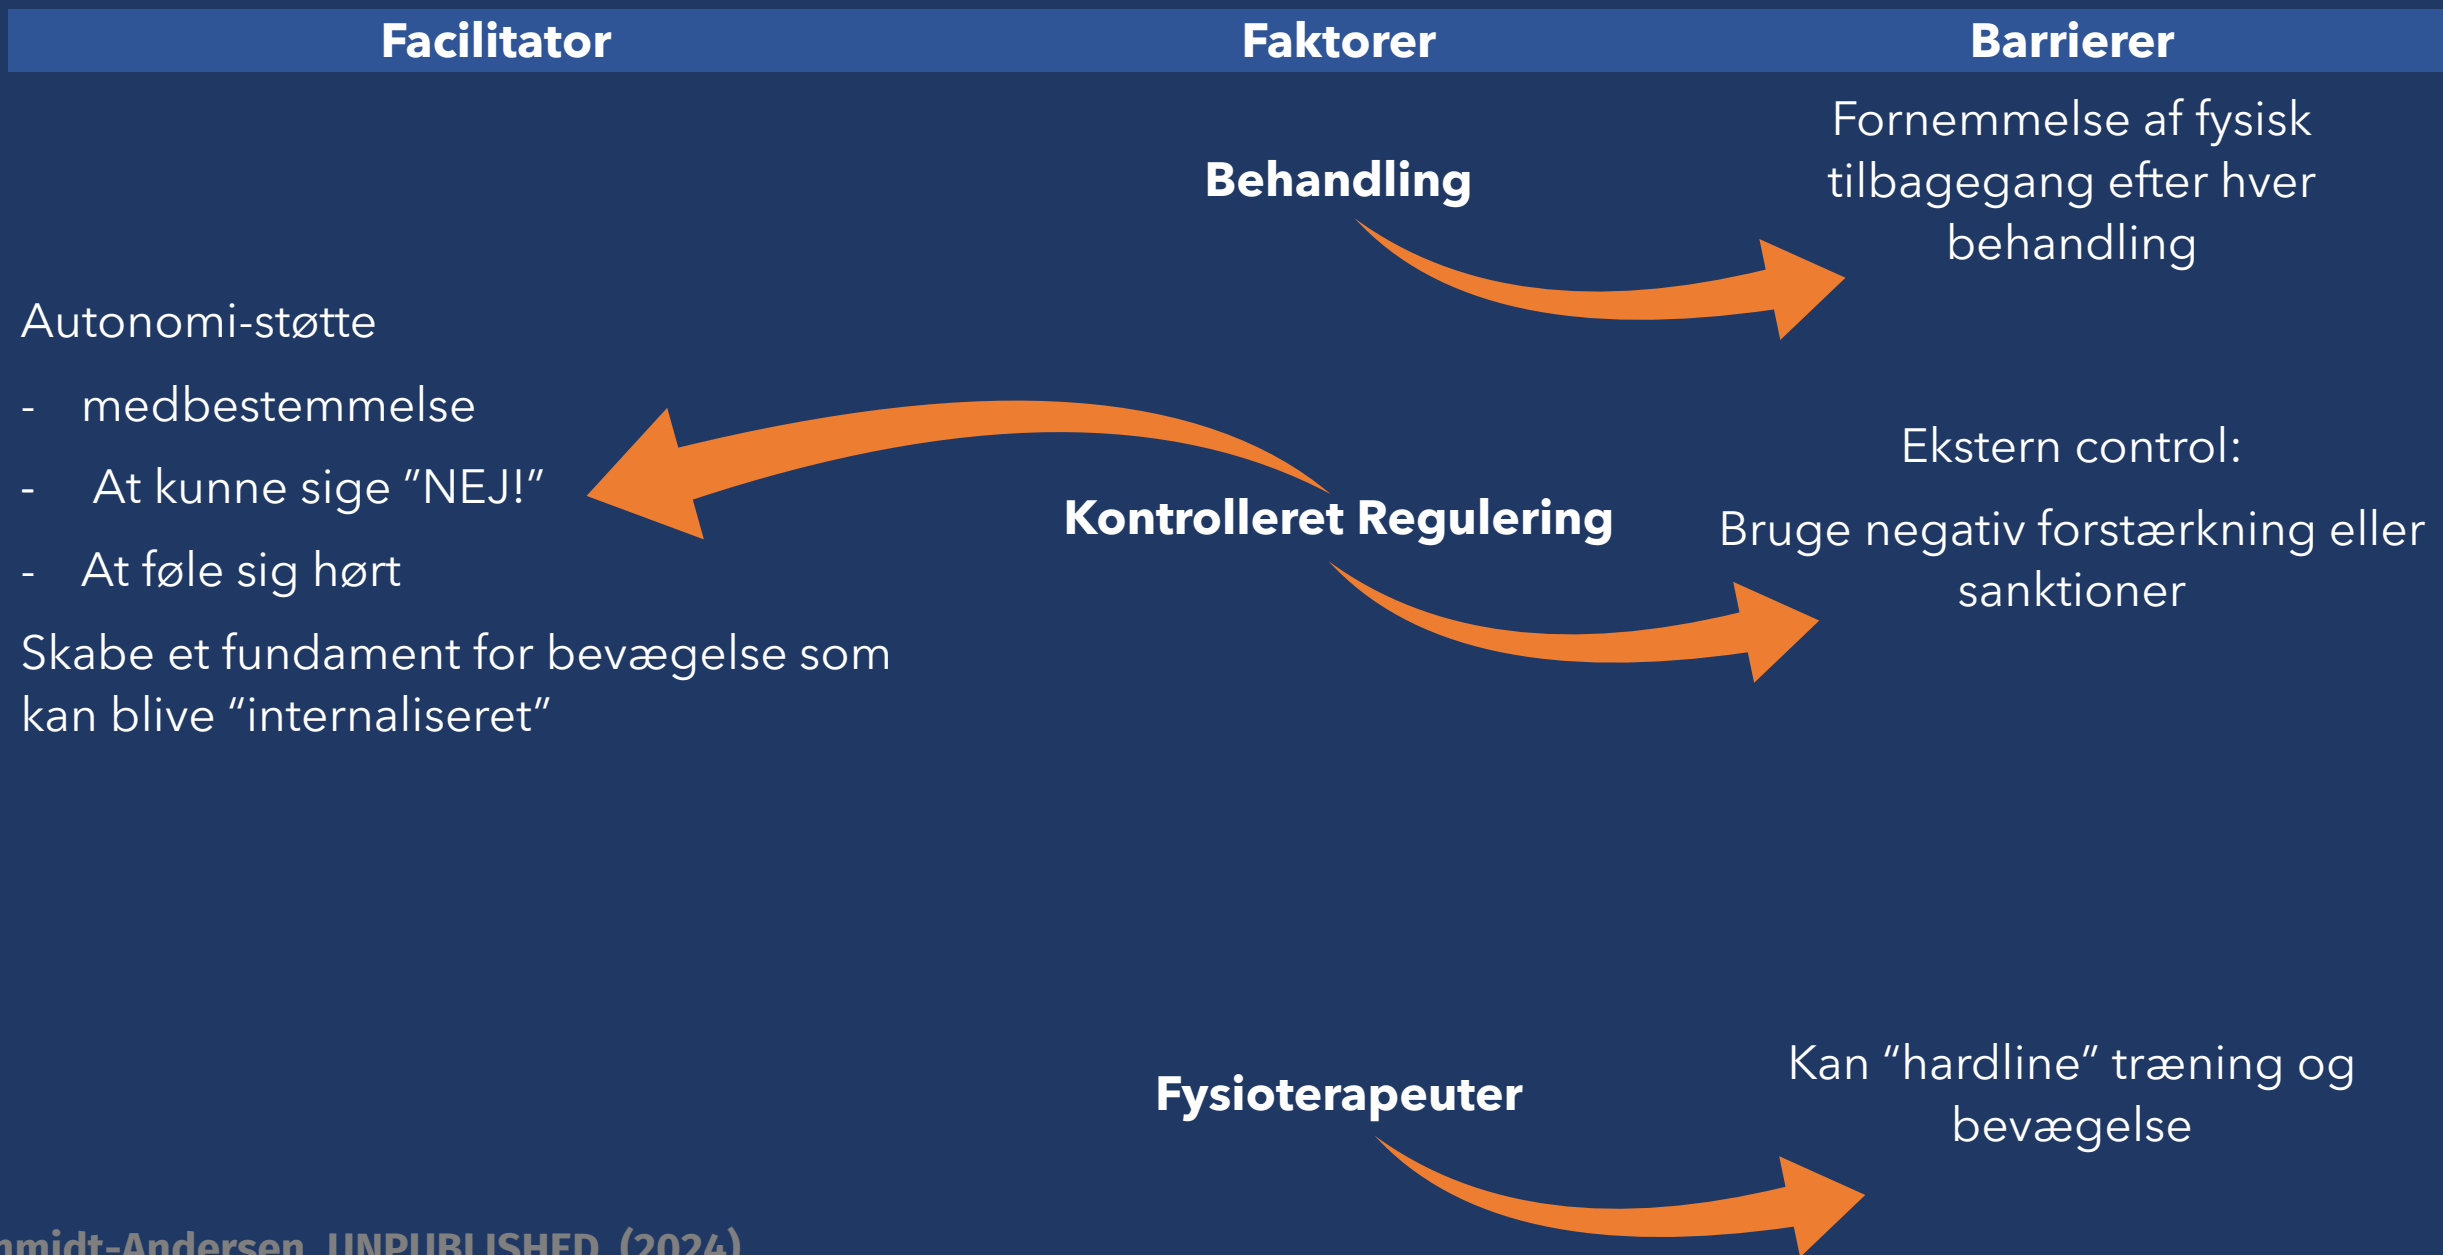 Facilitator
Faktorer
Barrierer
Behandling
Fornemmelse af fysisk
tilbagegang efter hver
behandling
Autonomi-støtte
- medbestemmelse
- At kunne sige ”NEJ!”
- At føle sig hørt
Skabe et fundament for bevægelse som
kan blive “internaliseret”
Kontrolleret Regulering
Ekstern control:
Bruge negativ forstærkning eller
sanktioner
Fysioterapeuter
Kan “hardline” træning og
bevægelse
midt-Andersen, UNPUBLISHED, (2024)